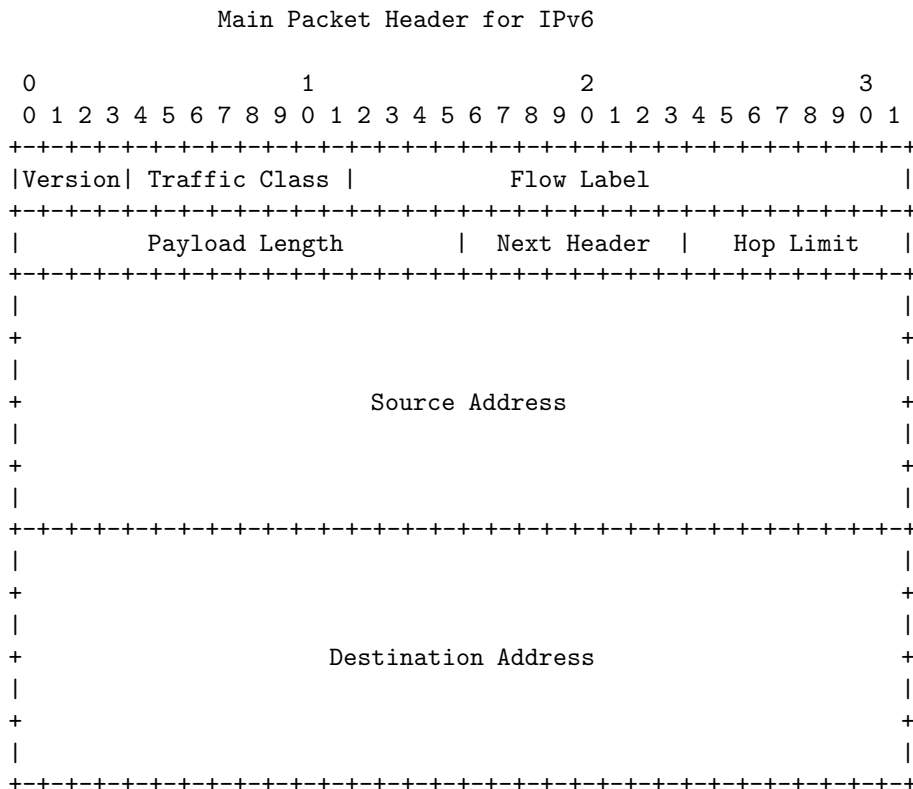 Main Packet Header for IPv6
0 1 2 3
0 1 2 3 4 5 6 7 8 9 0 1 2 3 4 5 6 7 8 9 0 1 2 3 4 5 6 7 8 9 0 1
+-+-+-+-+-+-+-+-+-+-+-+-+-+-+-+-+-+-+-+-+-+-+-+-+-+-+-+-+-+-+-+-+
|Version| Traffic Class |           Flow Label                  |
+-+-+-+-+-+-+-+-+-+-+-+-+-+-+-+-+-+-+-+-+-+-+-+-+-+-+-+-+-+-+-+-+
|         Payload Length        |  Next Header  |   Hop Limit   |
+-+-+-+-+-+-+-+-+-+-+-+-+-+-+-+-+-+-+-+-+-+-+-+-+-+-+-+-+-+-+-+-+
|                                                               |
+                                                               +
|                                                               |
+                         Source Address                        +
|                                                               |
+                                                               +
|                                                               |
+-+-+-+-+-+-+-+-+-+-+-+-+-+-+-+-+-+-+-+-+-+-+-+-+-+-+-+-+-+-+-+-+
|                                                               |
+                                                               +
|                                                               |
+                      Destination Address                      +
|                                                               |
+                                                               +
|                                                               |
+-+-+-+-+-+-+-+-+-+-+-+-+-+-+-+-+-+-+-+-+-+-+-+-+-+-+-+-+-+-+-+-+